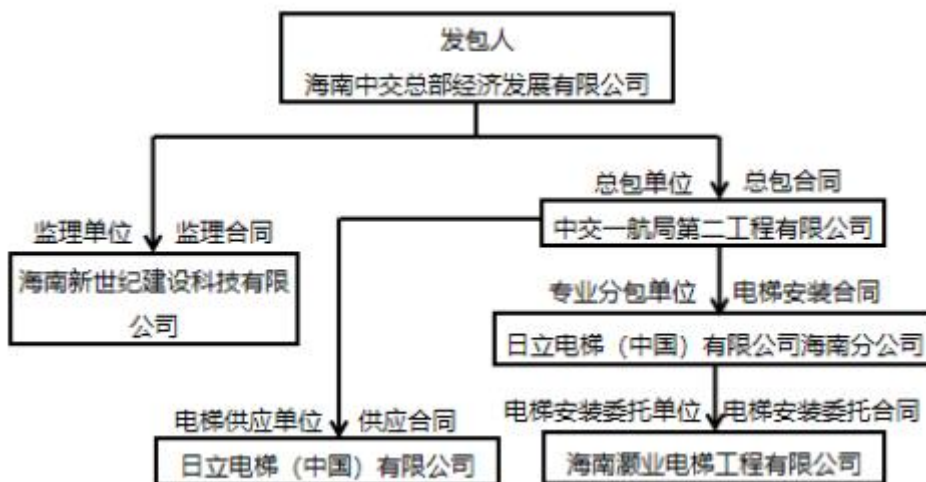 发包人
海南中交总部经济发展有限公司
总包单位 总包合同
中交一航局第二工程有限公司
监理单位 监理合同
海南新世纪建设科技有限
公司
专业分包单位 电梯安装合同
日立电梯（中国）有限公司海南分公司
电梯供应单位 供应合同
日立电梯（中国）有限公司
电梯安装委托单位 电梯安装委托合同
海南灏业电梯工程有限公司